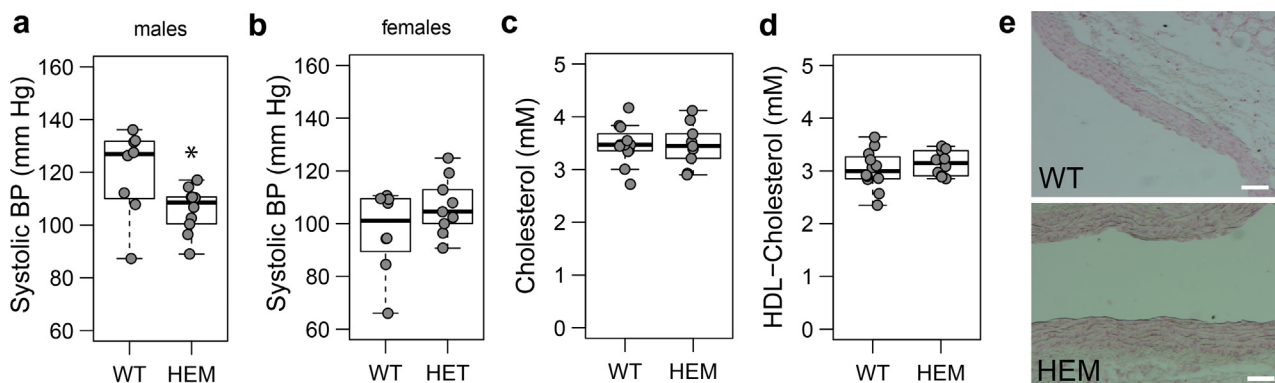 a
males
Systolic BP (mm Hg)
160
140
120
100
80
60
*
WT
HEM
b
females
Systolic BP (mm Hg)
160
140
120
100
80
60
WT
HET
c
Cholesterol (mM)
5
4
3
2
1
0
WT
HEM
d
HDL−Cholesterol (mM)
5
4
3
2
1
0
WT
HEM
e
WT
HEM